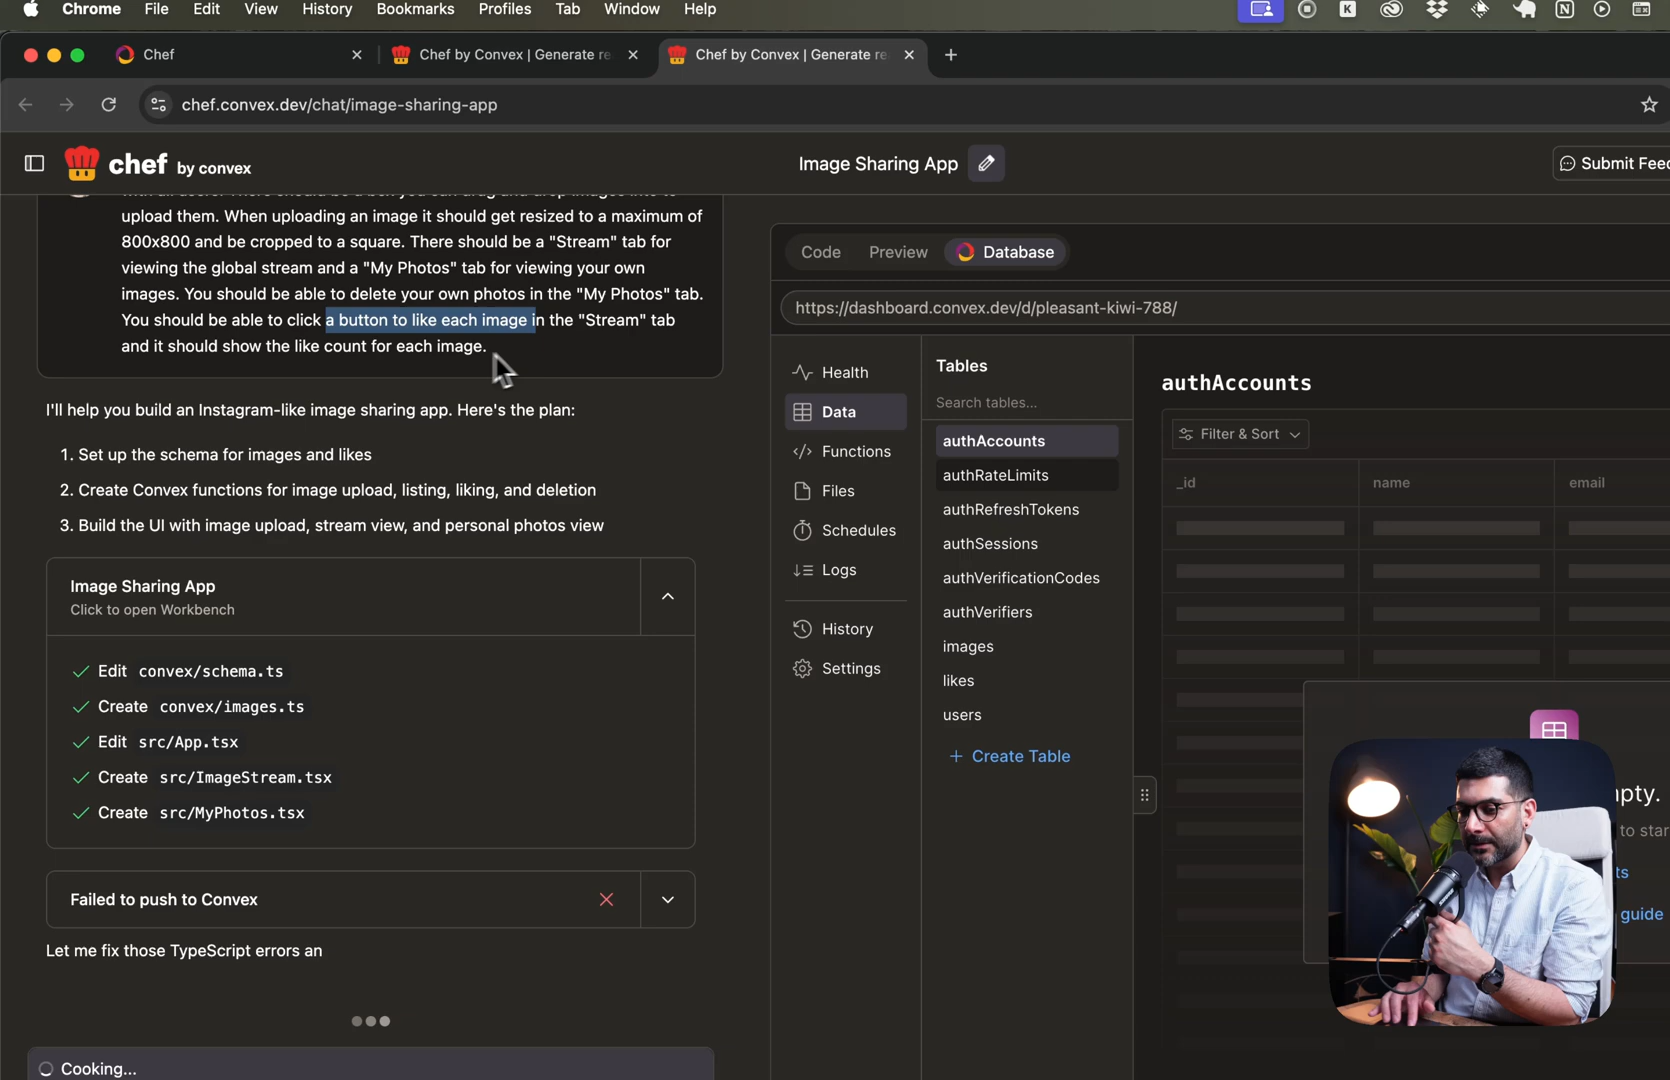 Chrome File Edit View History Bookmarks Profiles Tab Window Help
Chef
Chef by Convex | Generate re
Chef by Convex | Generate re
chef.convex.dev/chat/image-sharing-app
chef by convex
Image Sharing App
Submit Feed
upload them. When uploading an image it should get resized to a maximum of
800x800 and be cropped to a square. There should be a "Stream" tab for
viewing the global stream and a "My Photos" tab for viewing your own
images. You should be able to delete your own photos in the "My Photos" tab.
You should be able to click a button to like each image in the "Stream" tab
and it should show the like count for each image.
I'll help you build an Instagram-like image sharing app. Here's the plan:
1. Set up the schema for images and likes
2. Create Convex functions for image upload, listing, liking, and deletion
3. Build the UI with image upload, stream view, and personal photos view
Image Sharing App
Click to open Workbench
Edit convex/schema.ts
Create convex/images.ts
Edit src/App.tsx
Create src/ImageStream.tsx
Create src/MyPhotos.tsx
Failed to push to Convex
Let me fix those TypeScript errors an
Cooking...
Code Preview Database
https://dashboard.convex.dev/d/pleasant-kiwi-788/
Health
Data
Functions
Files
Schedules
Logs
History
Settings
Tables
Search tables...
authAccounts
authRateLimits
authRefreshTokens
authSessions
authVerificationCodes
authVerifiers
images
likes
users
+ Create Table
authAccounts
Filter & Sort
_id name email
pty.
to star
ts
guide